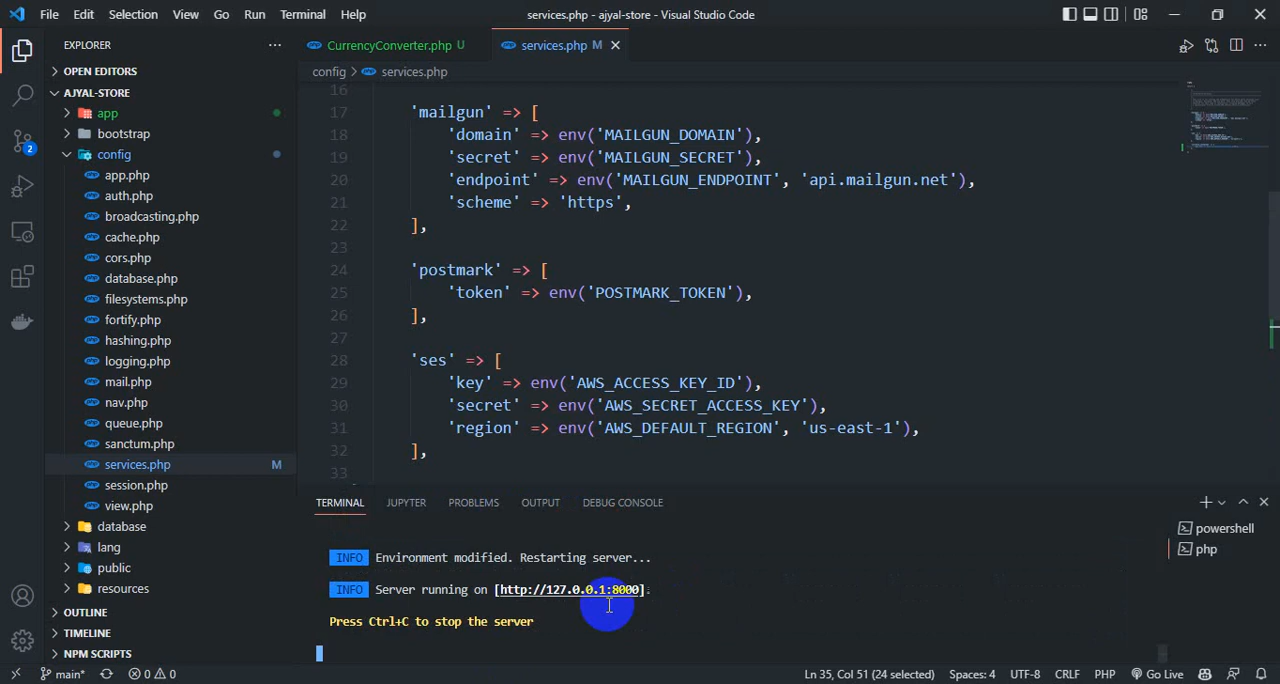 File Edit Selection View Go Run Terminal Help
services.php - ajyal-store - Visual Studio Code
EXPLORER
OPEN EDITORS
AJYAL-STORE
app
bootstrap
config
app.php
auth.php
broadcasting.php
cache.php
cors.php
database.php
filesystems.php
fortify.php
hashing.php
logging.php
mail.php
nav.php
queue.php
sanctum.php
services.php M
session.php
view.php
database
lang
public
resources
OUTLINE
TIMELINE
NPM SCRIPTS
2
CurrencyConverter.php U
services.php M
config > services.php
16
17 'mailgun' => [
18 'domain' => env('MAILGUN_DOMAIN'),
19 'secret' => env('MAILGUN_SECRET'),
20 'endpoint' => env('MAILGUN_ENDPOINT', 'api.mailgun.net'),
21 'scheme' => 'https',
22 ],
23
24 'postmark' => [
25 'token' => env('POSTMARK_TOKEN'),
26 ],
27
28 'ses' => [
29 'key' => env('AWS_ACCESS_KEY_ID'),
30 'secret' => env('AWS_SECRET_ACCESS_KEY'),
31 'region' => env('AWS_DEFAULT_REGION', 'us-east-1'),
32 ],
33
TERMINAL JUPYTER PROBLEMS OUTPUT DEBUG CONSOLE
INFO Environment modified. Restarting server...
INFO Server running on [http://127.0.0.1:8000].
Press Ctrl+C to stop the server
powershell
php
main* 0 0
Ln 35, Col 51 (24 selected) Spaces: 4 UTF-8 CRLF PHP Go Live